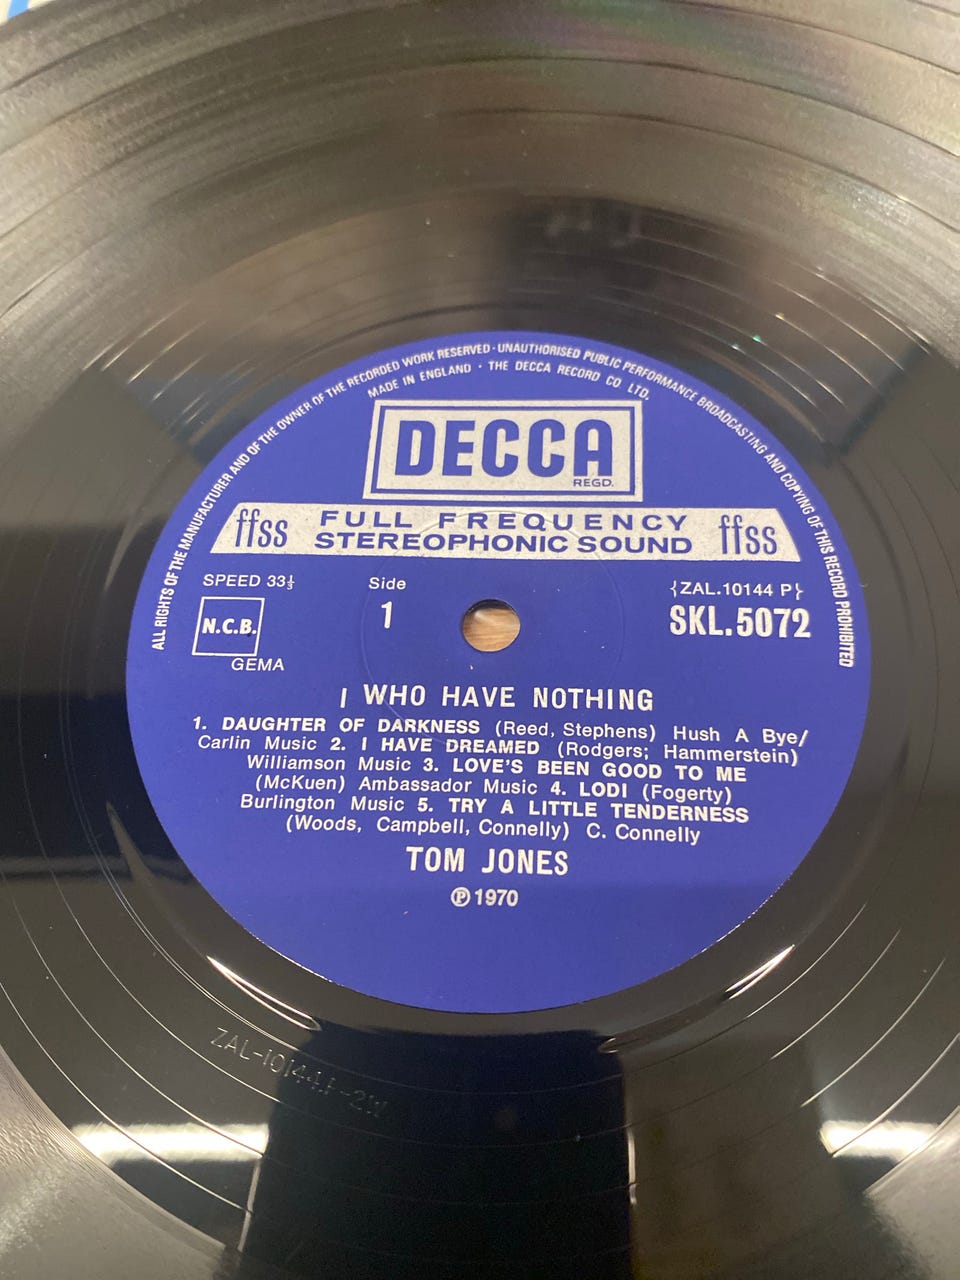 ALL RIGHTS OF THE MANUFACTURER AND OF THE OWNER OF THE RECORDED WORK RESERVED · UNAUTHORISED PUBLIC PERFORMANCE BROADCASTING AND COPYING OF THIS RECORD PROHIBITED
MADE IN ENGLAND · THE DECCA RECORD CO LTD.
DECCA
REGD.
ffss FULL FREQUENCY ffss
STEREOPHONIC SOUND
SPEED 33⅓ Side {ZAL.10144 P}
N.C.B. 1 SKL.5072
GEMA
I WHO HAVE NOTHING
1. DAUGHTER OF DARKNESS (Reed, Stephens) Hush A Bye/
Carlin Music 2. I HAVE DREAMED (Rodgers; Hammerstein)
Williamson Music 3. LOVE'S BEEN GOOD TO ME
(McKuen) Ambassador Music 4. LODI (Fogerty)
Burlington Music 5. TRY A LITTLE TENDERNESS
(Woods, Campbell, Connelly) C. Connelly
TOM JONES
℗ 1970
ZAL-10144P-2W